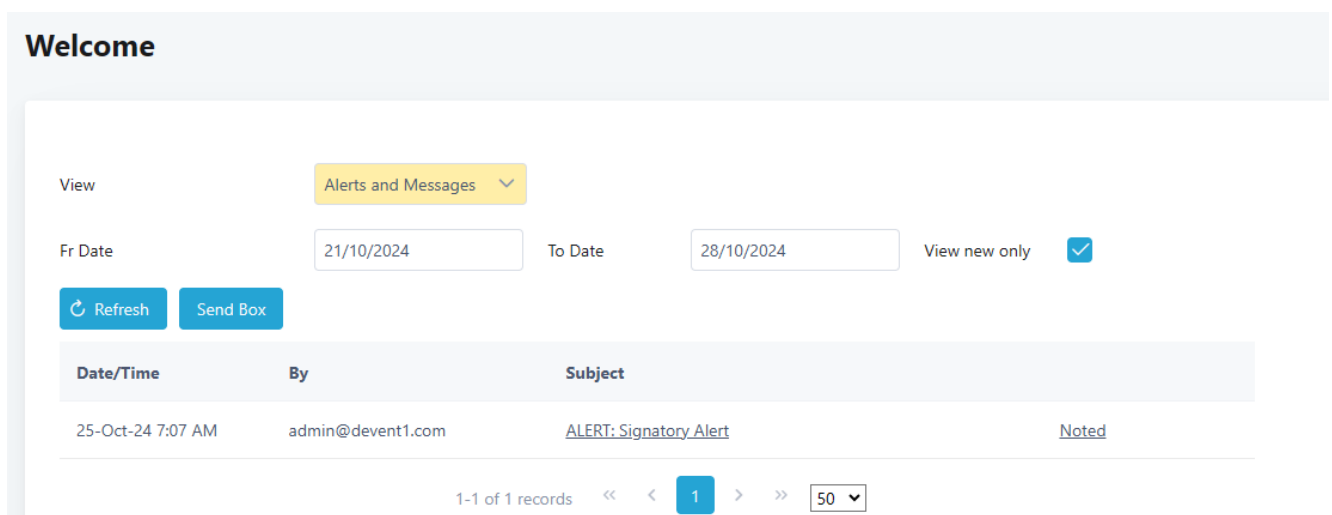 Welcome
View Alerts and Messages
Fr Date 21/10/2024 To Date 28/10/2024 View new only
Refresh Send Box
Date/Time By Subject
25-Oct-24 7:07 AM admin@devent1.com ALERT: Signatory Alert Noted
1-1 of 1 records « < 1 > » 50